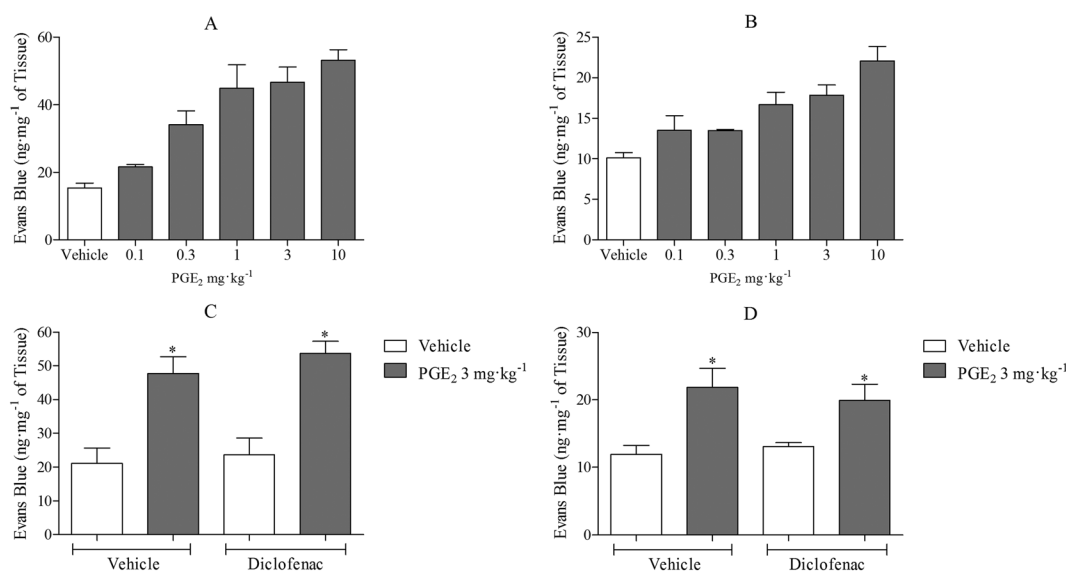 A
Evans Blue (ng·mg⁻¹ of Tissue)
60
40
20
0
Vehicle 0.1 0.3 1 3 10
PGE₂ mg·kg⁻¹
B
Evans Blue (ng·mg⁻¹ of Tissue)
25
20
15
10
5
0
Vehicle 0.1 0.3 1 3 10
PGE₂ mg·kg⁻¹
C
Evans Blue (ng·mg⁻¹ of Tissue)
60
50
40
30
20
10
0
* *
Vehicle Diclofenac
Vehicle
PGE₂ 3 mg·kg⁻¹
D
Evans Blue (ng·mg⁻¹ of Tissue)
30
20
10
0
* *
Vehicle Diclofenac
Vehicle
PGE₂ 3 mg·kg⁻¹